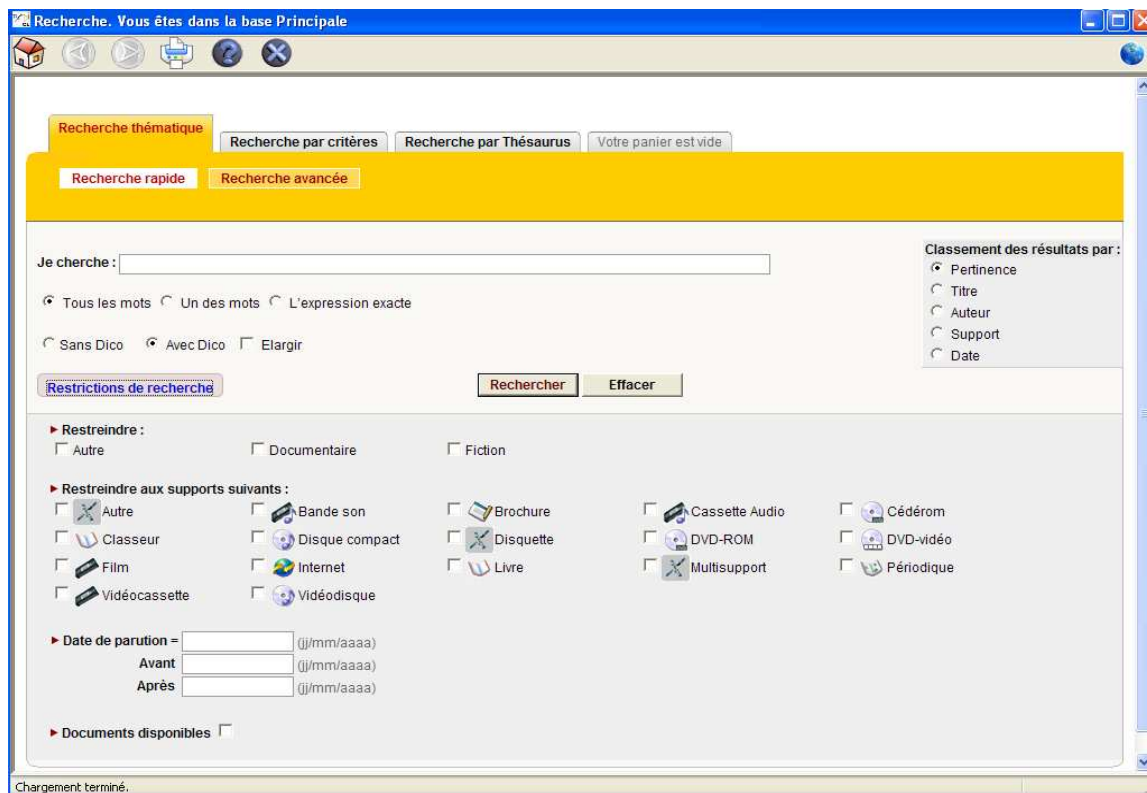 Recherche. Vous êtes dans la base Principale
Recherche thématique Recherche par critères Recherche par Thésaurus Votre panier est vide
Recherche rapide Recherche avancée
Classement des résultats par :
Je cherche :
Pertinence
Titre
Tous les mots Un des mots L'expression exacte
Auteur
Support
Sans Dico Avec Dico Elargir
Date
Restrictions de recherche Rechercher Effacer
Restreindre :
Autre Documentaire Fiction
Restreindre aux supports suivants :
Autre Bande son Brochure Cassette Audio Cédérom
Classeur Disque compact Disquette DVD-ROM DVD-vidéo
Film Internet Livre Multisupport Périodique
Vidéocassette Vidéodisque
Date de parution = (jj/mm/aaaa)
Avant (jj/mm/aaaa)
Après (jj/mm/aaaa)
Documents disponibles
Chargement terminé.